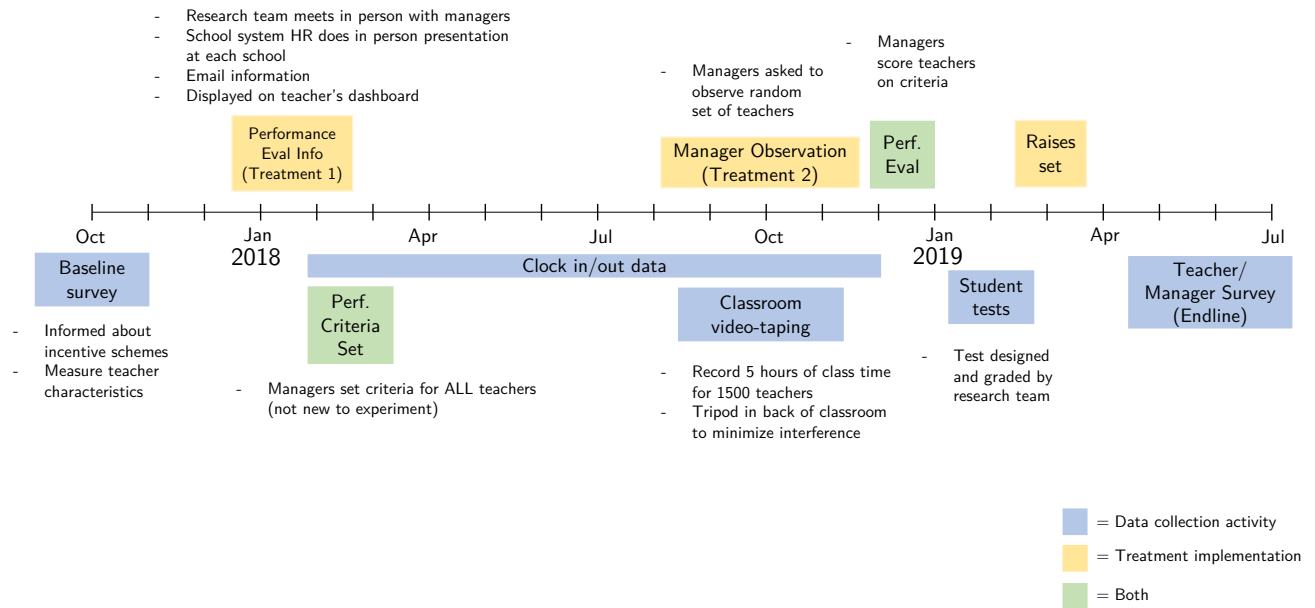 - Research team meets in person with managers
- School system HR does in person presentation
at each school
- Email information
- Displayed on teacher's dashboard
- Managers asked to
observe random
set of teachers
- Managers
score teachers
on criteria
Performance
Eval Info
(Treatment 1)
Manager Observation
(Treatment 2)
Perf.
Eval
Raises
set
Oct
Jan
2018
Apr
Jul
Oct
Jan
2019
Apr
Jul
Baseline
survey
- Informed about
incentive schemes
- Measure teacher
characteristics
Clock in/out data
Perf.
Criteria
Set
- Managers set criteria for ALL teachers
(not new to experiment)
Classroom
video-taping
- Record 5 hours of class time
for 1500 teachers
- Tripod in back of classroom
to minimize interference
Student
tests
- Test designed
and graded by
research team
Teacher/
Manager Survey
(Endline)
= Data collection activity
= Treatment implementation
= Both